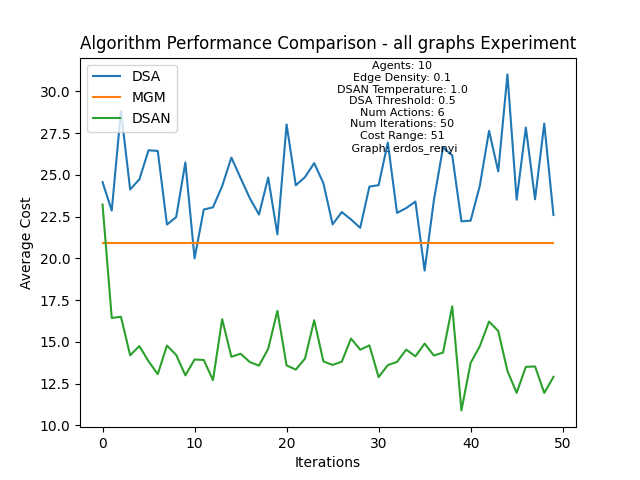 Algorithm Performance Comparison - all graphs Experiment
DSA
MGM
DSAN
Agents: 10
Edge Density: 0.1
DSAN Temperature: 1.0
DSA Threshold: 0.5
Num Actions: 6
Num Iterations: 50
Cost Range: 51
Graph: erdos_renyi
Average Cost
30.0
27.5
25.0
22.5
20.0
17.5
15.0
12.5
10.0
0 10 20 30 40 50
Iterations